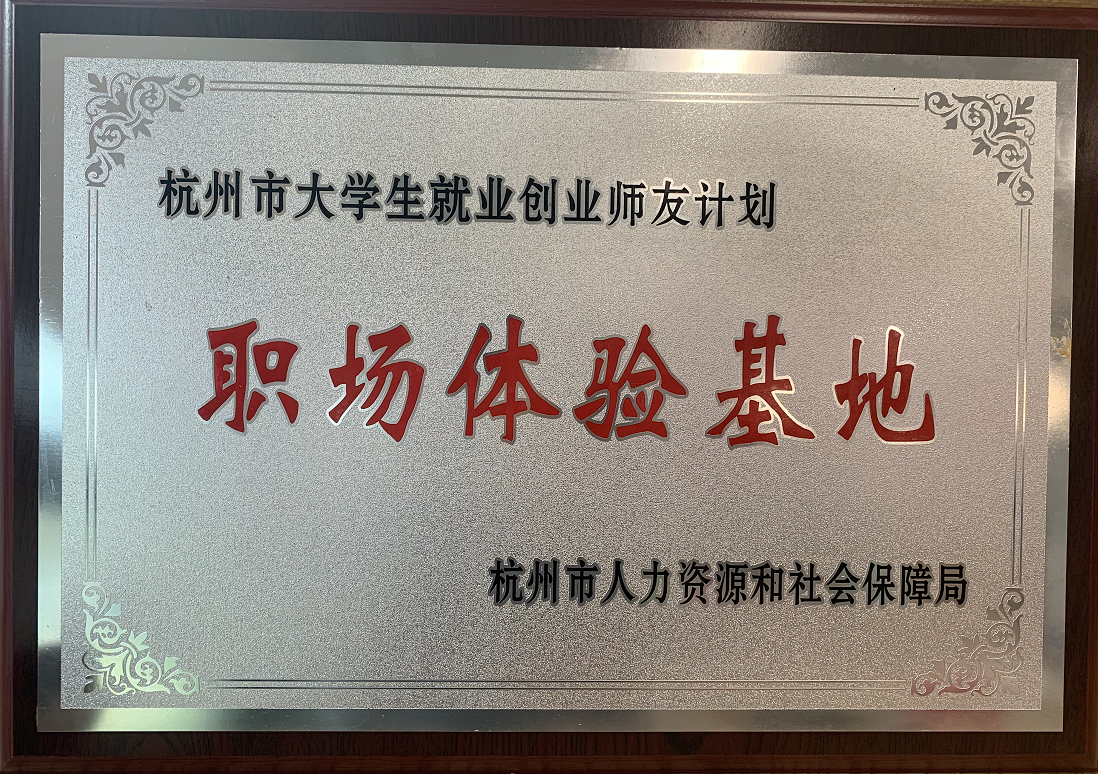 杭州市大学生就业创业师友计划
职场体验基地
杭州市人力资源和社会保障局